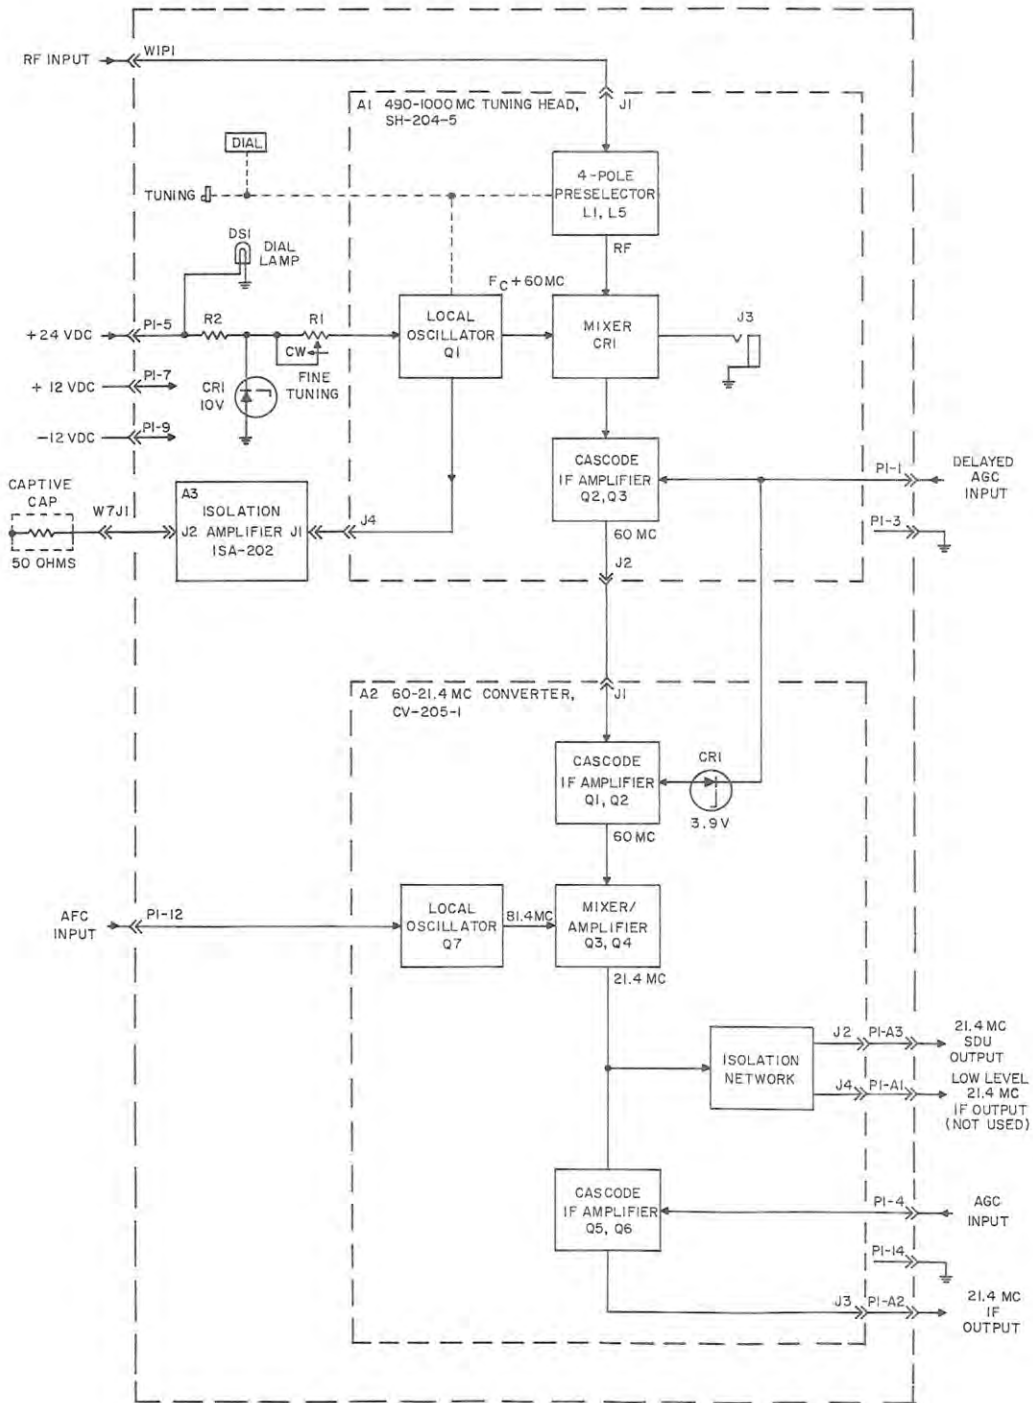 RF INPUT
W1P1
A1 490-1000 MC TUNING HEAD,
SH-204-5
J1
DIAL
4-POLE
PRESELECTOR
L1, L5
TUNING
RF
DS1
DIAL
LAMP
FC + 60 MC
+24 VDC
P1-5
R2
R1
CW
FINE
TUNING
CR1
10V
LOCAL
OSCILLATOR
Q1
MIXER
CR1
J3
+ 12 VDC
P1-7
-12 VDC
P1-9
CASCODE
IF AMPLIFIER
Q2, Q3
P1-1
DELAYED
AGC
INPUT
CAPTIVE
CAP
50 OHMS
W7J1
A3
ISOLATION
J2 AMPLIFIER J1
ISA-202
J4
60 MC
J2
P1-3
A2 60-21.4 MC CONVERTER,
CV-205-1
J1
CASCODE
IF AMPLIFIER
Q1, Q2
CR1
3.9 V
60 MC
AFC
INPUT
P1-12
LOCAL
OSCILLATOR
Q7
81.4 MC
MIXER/
AMPLIFIER
Q3, Q4
21.4 MC
ISOLATION
NETWORK
J2
P1-A3
21.4 MC
SDU
OUTPUT
J4
P1-A1
LOW LEVEL
21.4 MC
IF OUTPUT
(NOT USED)
CASCODE
IF AMPLIFIER
Q5, Q6
P1-4
AGC
INPUT
P1-14
J3
P1-A2
21.4 MC
IF
OUTPUT